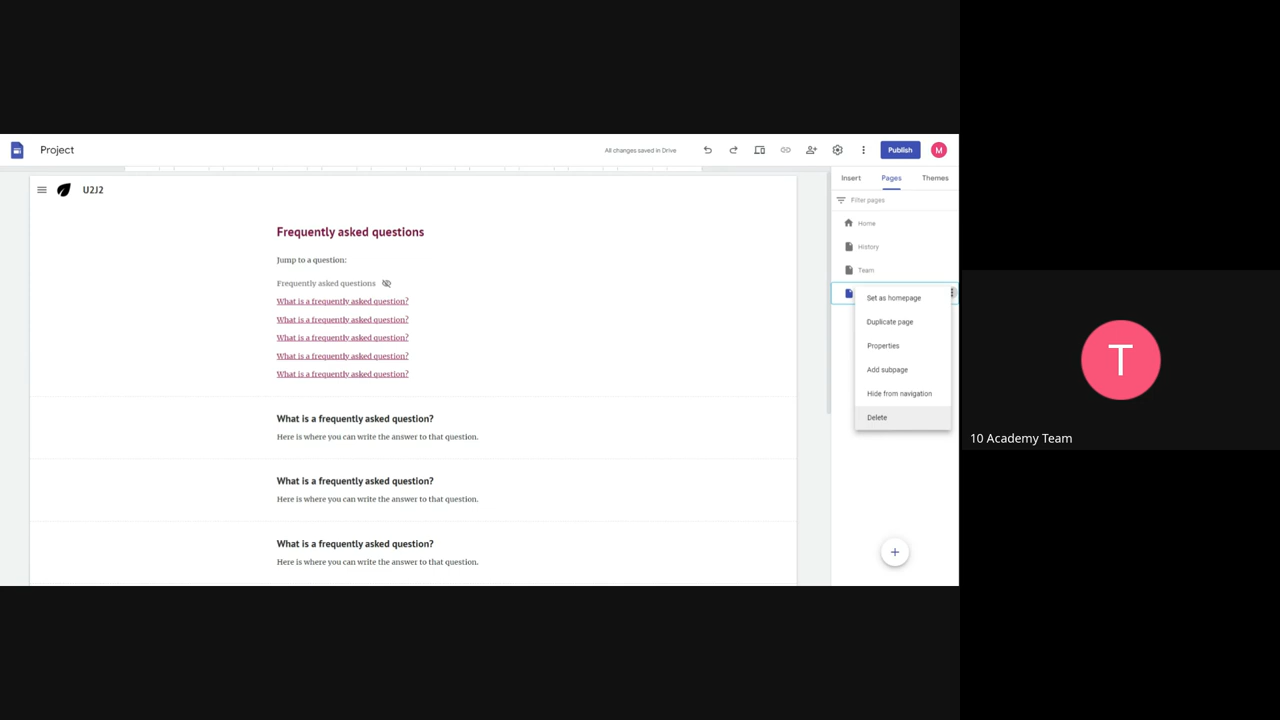 Project
All changes saved in Drive
Publish
M
Insert
Pages
Themes
Filter pages
Home
History
Team
Set as homepage
Duplicate page
Properties
Add subpage
Hide from navigation
Delete
U2J2
Frequently asked questions
Jump to a question:
Frequently asked questions
What is a frequently asked question?
What is a frequently asked question?
What is a frequently asked question?
What is a frequently asked question?
What is a frequently asked question?
What is a frequently asked question?
Here is where you can write the answer to that question.
What is a frequently asked question?
Here is where you can write the answer to that question.
What is a frequently asked question?
Here is where you can write the answer to that question.
T
10 Academy Team